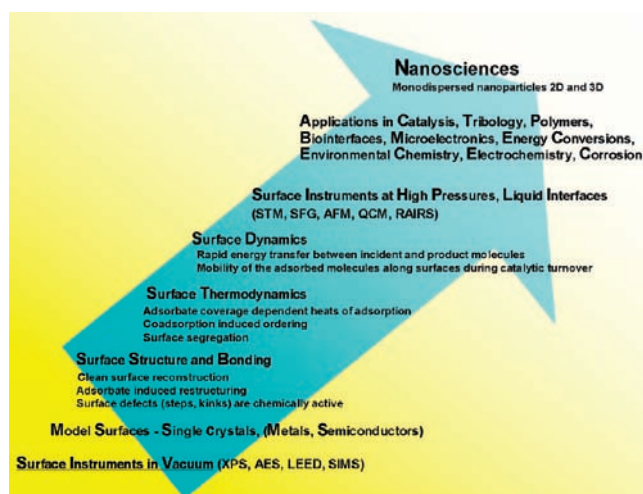 Nanosciences
Monodispersed nanoparticles 2D and 3D
Applications in Catalysis, Tribology, Polymers,
Biointerfaces, Microelectronics, Energy Conversions,
Environmental Chemistry, Electrochemistry, Corrosion
Surface Instruments at High Pressures, Liquid Interfaces
(STM, SFG, AFM, QCM, RAIRS)
Surface Dynamics
Rapid energy transfer between incident and product molecules
Mobility of the adsorbed molecules along surfaces during catalytic turnover
Surface Thermodynamics
Adsorbate coverage dependent heats of adsorption
Coadsorption induced ordering
Surface segregation
Surface Structure and Bonding
Clean surface reconstruction
Adsorbate induced restructuring
Surface defects (steps, kinks) are chemically active
Model Surfaces - Single Crystals, (Metals, Semiconductors)
Surface Instruments in Vacuum (XPS, AES, LEED, SIMS)